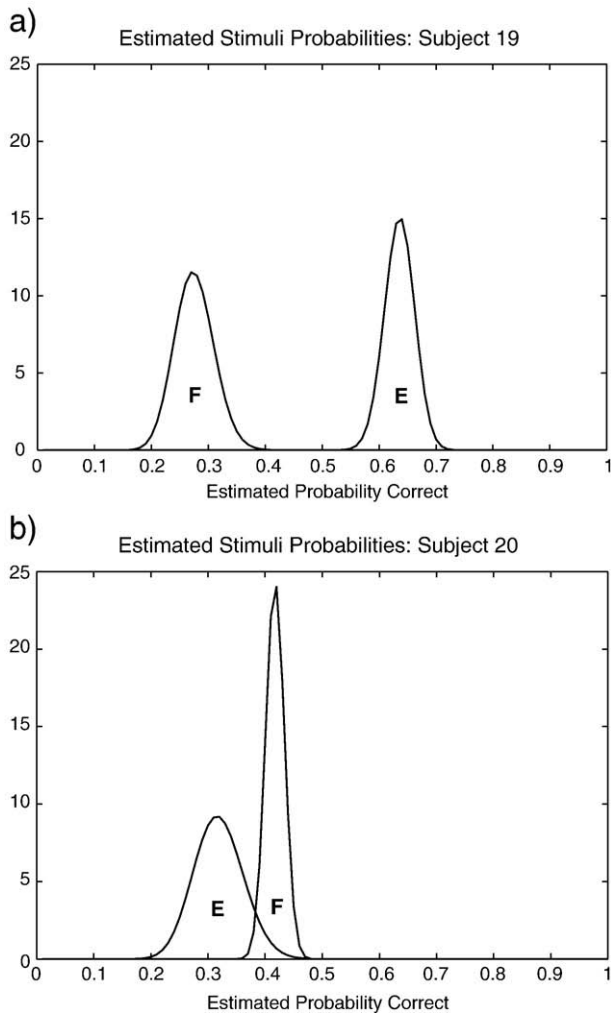 a)
Estimated Stimuli Probabilities: Subject 19
25
20
15
10
5
0
F
E
0 0.1 0.2 0.3 0.4 0.5 0.6 0.7 0.8 0.9 1
Estimated Probability Correct
b)
Estimated Stimuli Probabilities: Subject 20
25
20
15
10
5
0
E
F
0 0.1 0.2 0.3 0.4 0.5 0.6 0.7 0.8 0.9 1
Estimated Probability Correct